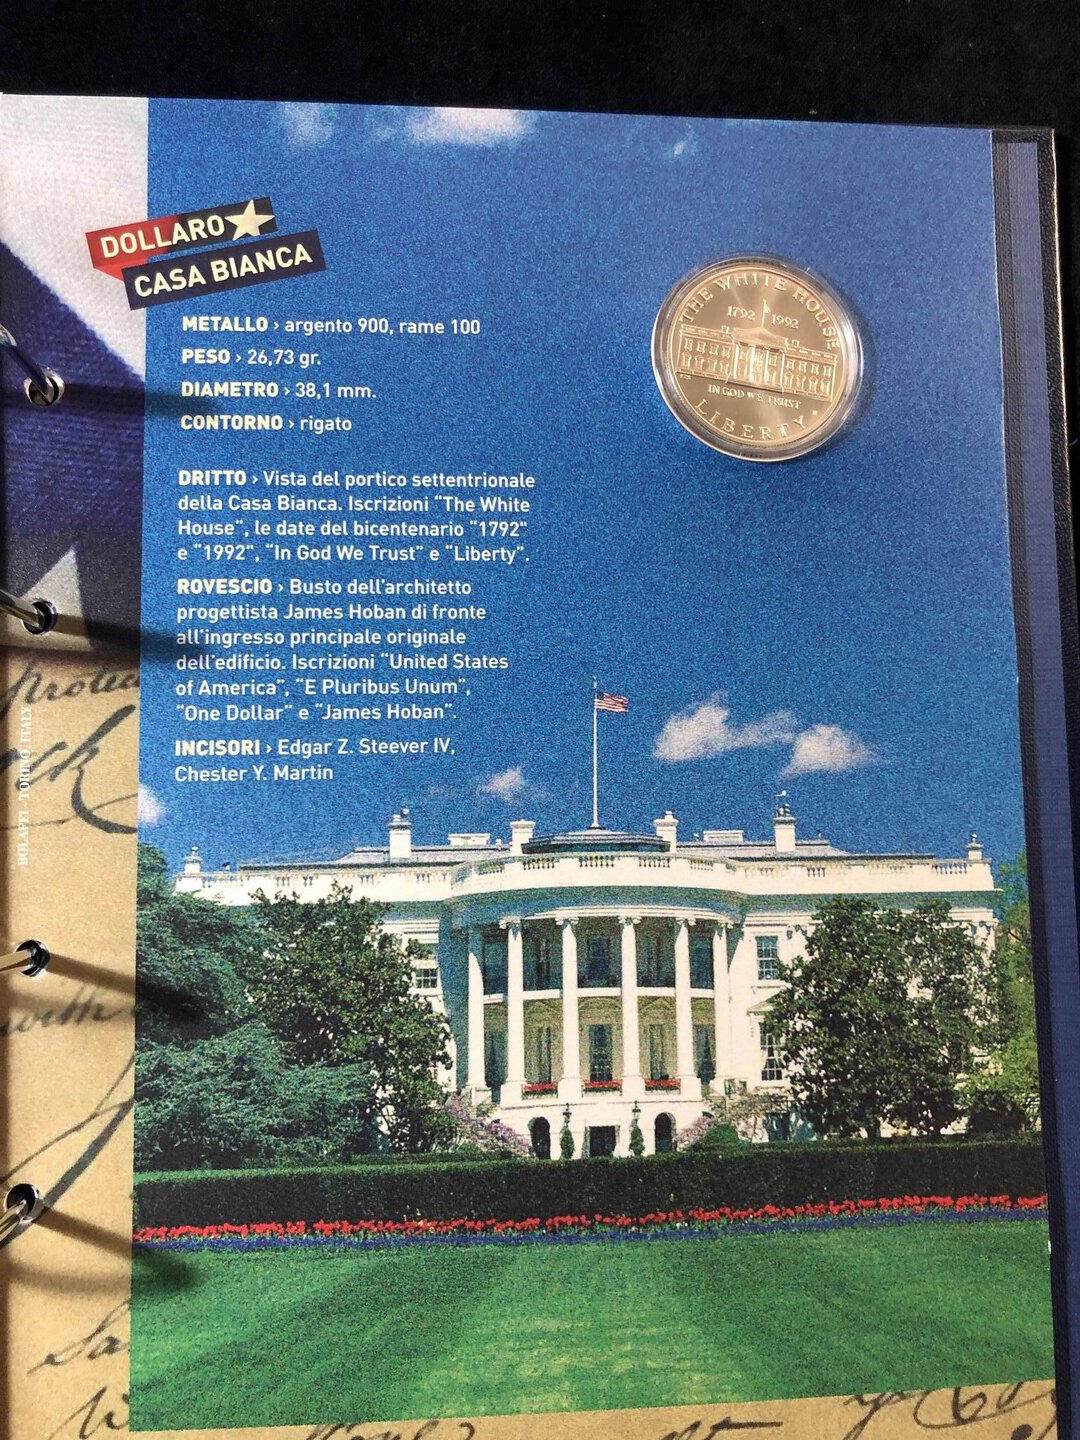 DOLLARO
CASA BIANCA
METALLO › argento 900, rame 100
PESO › 26,73 gr.
DIAMETRO › 38,1 mm.
CONTORNO › rigato
DRITTO › Vista del portico settentrionale
della Casa Bianca. Iscrizioni “The White
House”, le date del bicentenario “1792”
e “1992”, “In God We Trust” e “Liberty”.
ROVESCIO › Busto dell’architetto
progettista James Hoban di fronte
all’ingresso principale originale
dell’edificio. Iscrizioni “United States
of America”, “E Pluribus Unum”,
“One Dollar” e “James Hoban”.
INCISORI › Edgar Z. Steever IV,
Chester Y. Martin
THE WHITE HOUSE
1792 1992
IN GOD WE TRUST
LIBERTY
BOLAFFI TORINO ITALY
with